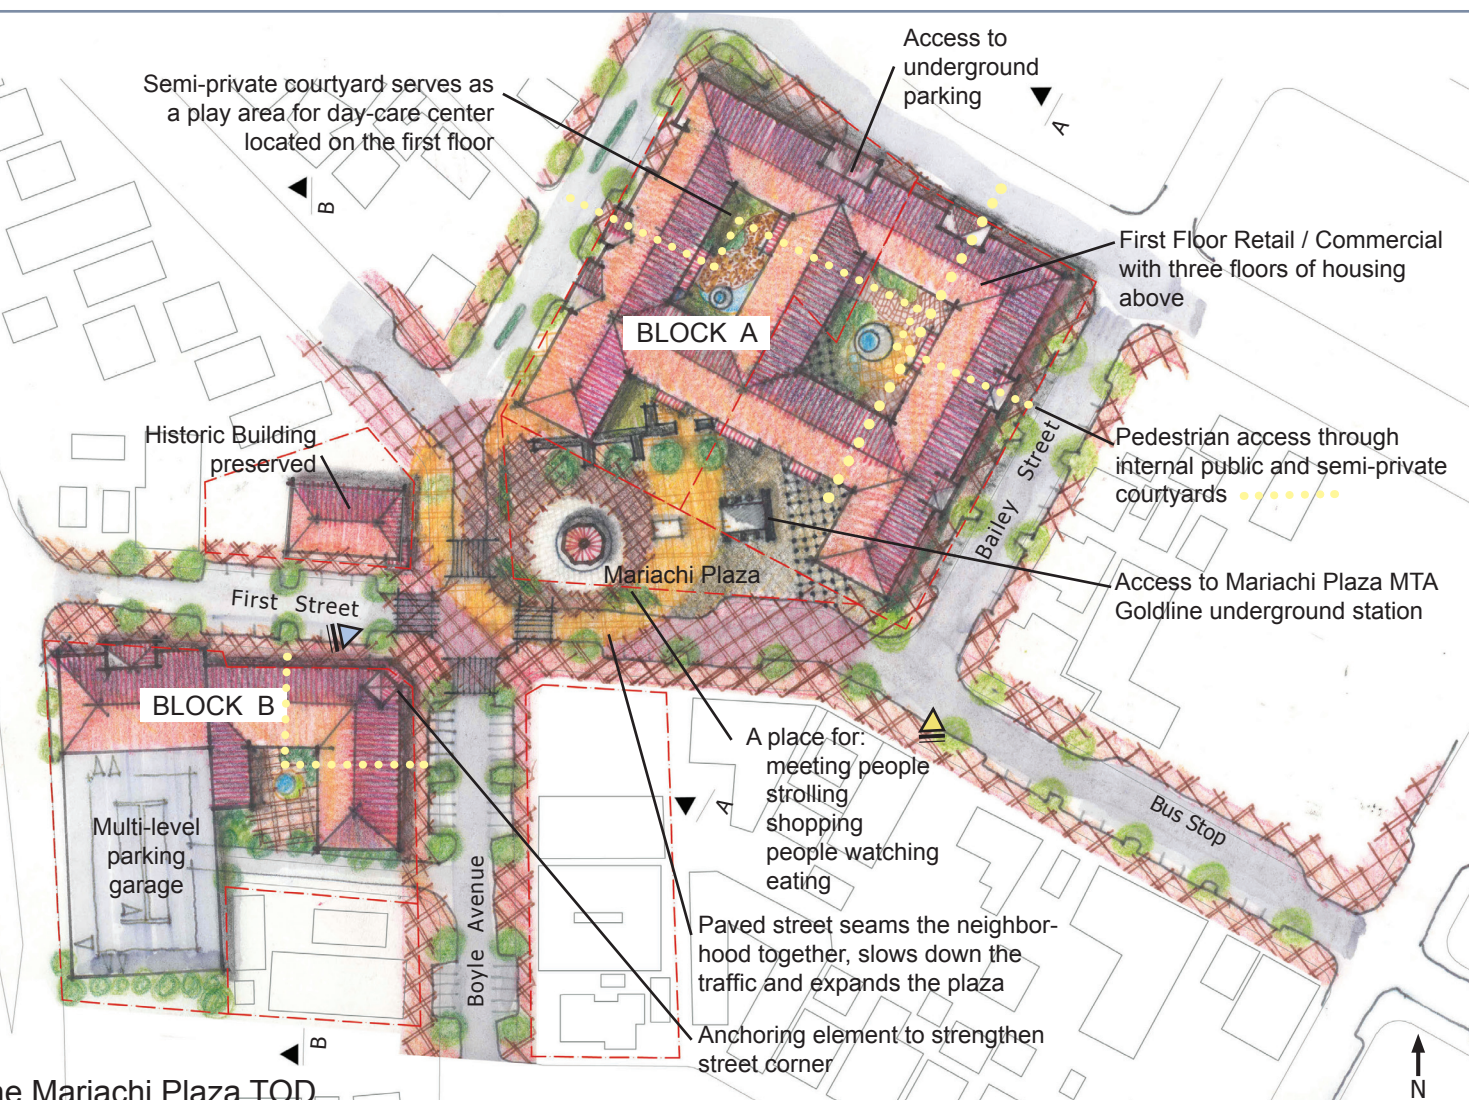 Access to
underground
parking
Semi-private courtyard serves as
a play area for day-care center
located on the first floor
A
B
First Floor Retail / Commercial
with three floors of housing
above
BLOCK A
Historic Building
preserved
Pedestrian access through
internal public and semi-private
courtyards
Bailey Street
Mariachi Plaza
Access to Mariachi Plaza MTA
Goldline underground station
First Street
BLOCK B
A place for:
meeting people
strolling
shopping
people watching
eating
A
Bus Stop
Multi-level
parking
garage
Boyle Avenue
Paved street seams the neighbor-
hood together, slows down the
traffic and expands the plaza
Anchoring element to strengthen
street corner
B
N
Mariachi Plaza TOD